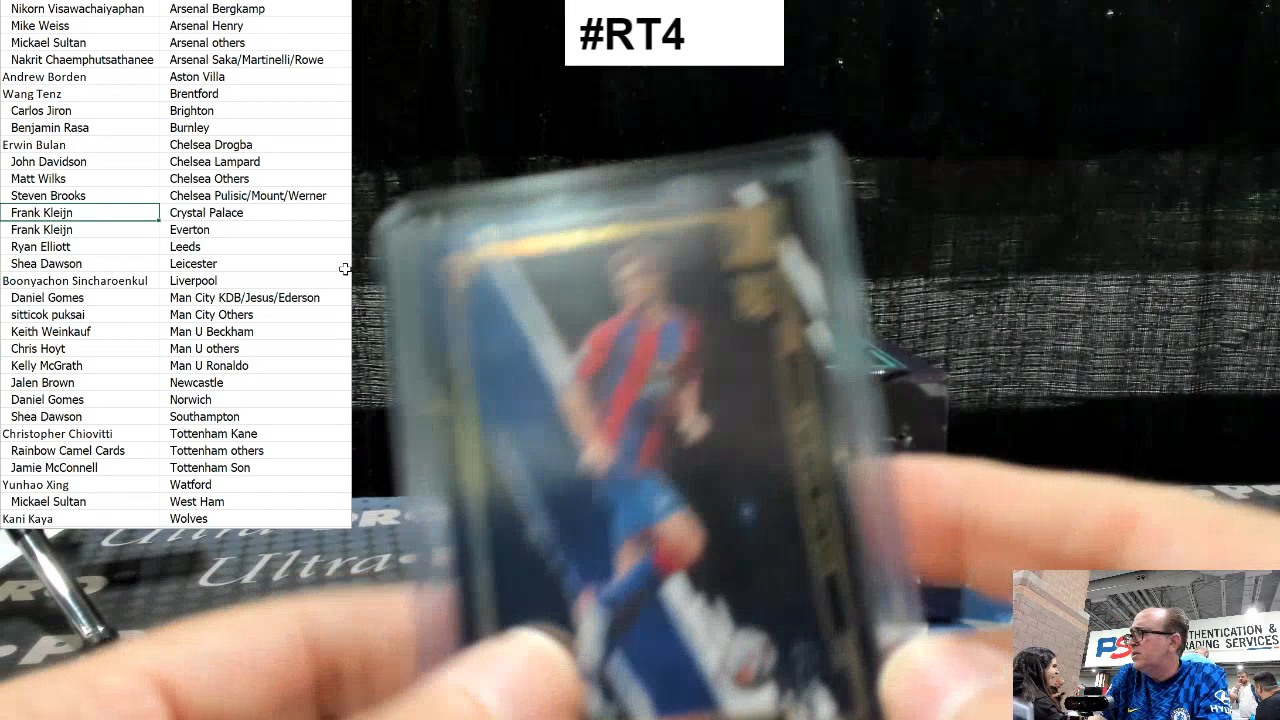 Nikorn Visawachaiyaphan Arsenal Bergkamp
Mike Weiss Arsenal Henry
Mickael Sultan Arsenal others
Nakrit Chaemphutsathanee Arsenal Saka/Martinelli/Rowe
Andrew Borden Aston Villa
Wang Tenz Brentford
Carlos Jiron Brighton
Benjamin Rasa Burnley
Erwin Bulan Chelsea Drogba
John Davidson Chelsea Lampard
Matt Wilks Chelsea Others
Steven Brooks Chelsea Pulisic/Mount/Werner
Frank Kleijn Crystal Palace
Frank Kleijn Everton
Ryan Elliott Leeds
Shea Dawson Leicester
Boonyachon Sincharoenkul Liverpool
Daniel Gomes Man City KDB/Jesus/Ederson
sitticok puksai Man City Others
Keith Weinkauf Man U Beckham
Chris Hoyt Man U others
Kelly McGrath Man U Ronaldo
Jalen Brown Newcastle
Daniel Gomes Norwich
Shea Dawson Southampton
Christopher Chiovitti Tottenham Kane
Rainbow Camel Cards Tottenham others
Jamie McConnell Tottenham Son
Yunhao Xing Watford
Mickael Sultan West Ham
Kani Kaya Wolves
#RT4
Ultra
Ultra
PRO